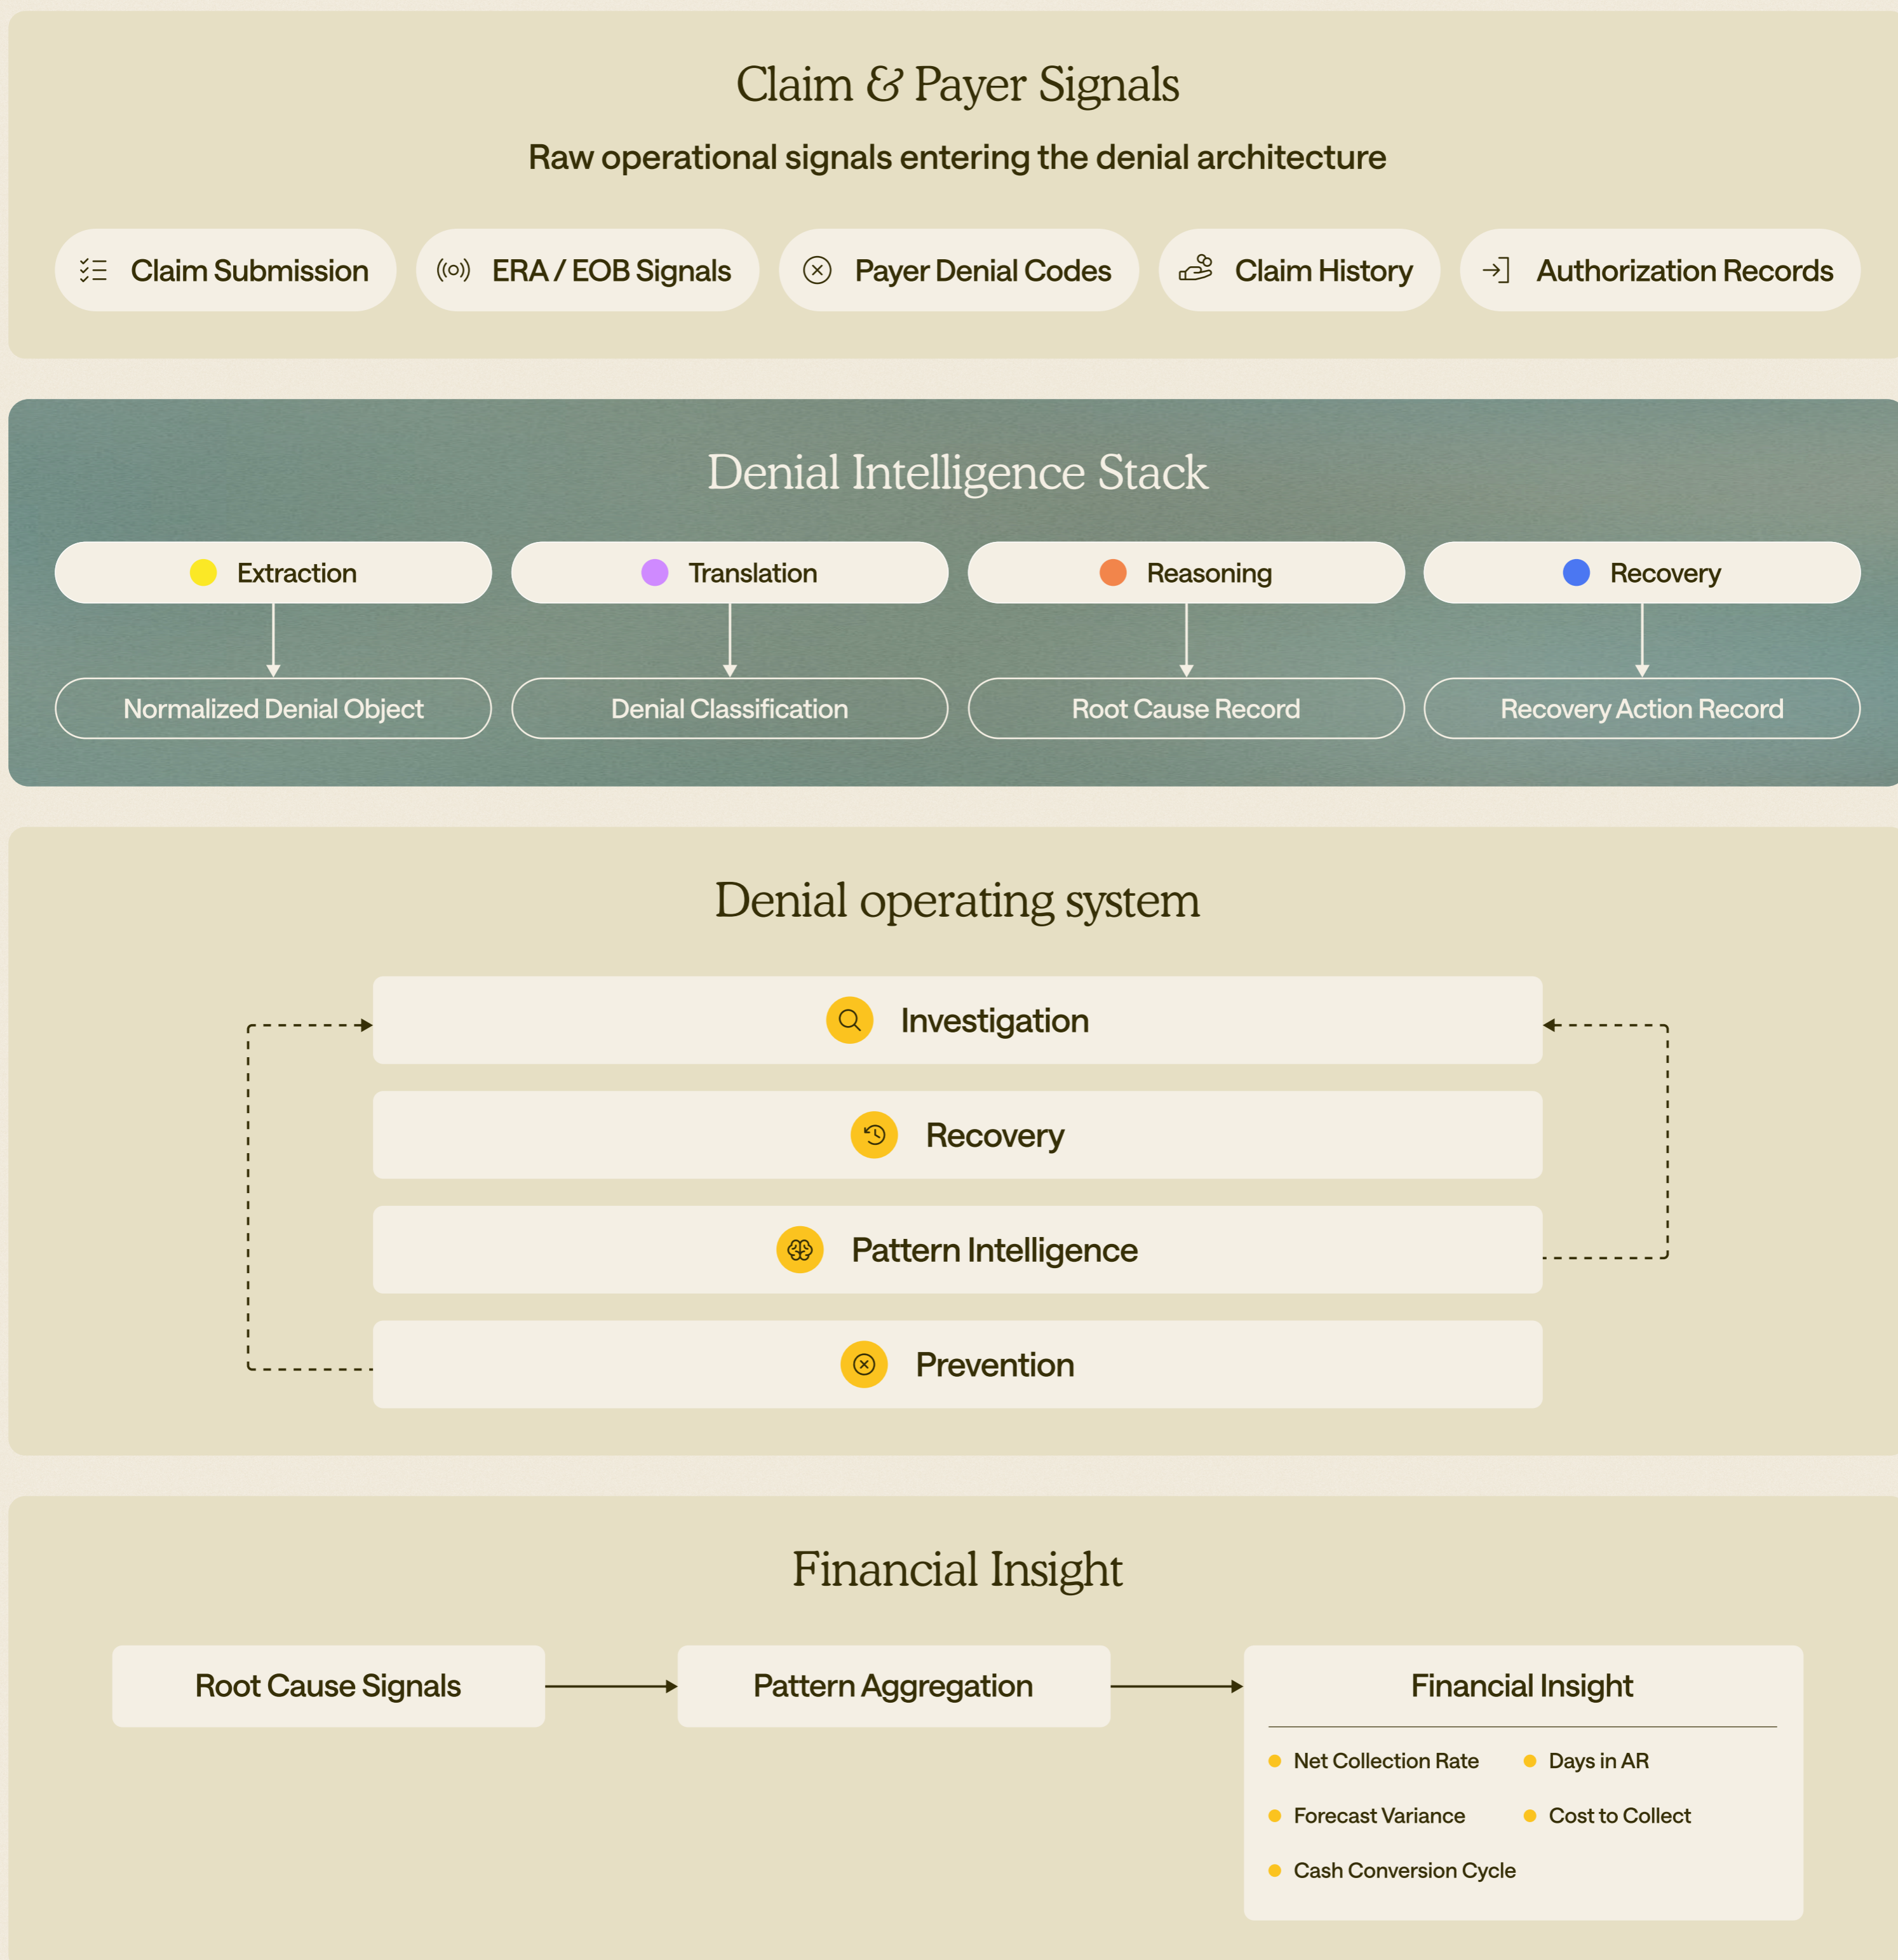 Claim & Payer Signals
Raw operational signals entering the denial architecture
Claim Submission
ERA / EOB Signals
Payer Denial Codes
Claim History
Authorization Records
Denial Intelligence Stack
Extraction
Translation
Reasoning
Recovery
Normalized Denial Object
Denial Classification
Root Cause Record
Recovery Action Record
Denial operating system
Investigation
Recovery
Pattern Intelligence
Prevention
Financial Insight
Root Cause Signals
Pattern Aggregation
Financial Insight
Net Collection Rate
Days in AR
Forecast Variance
Cost to Collect
Cash Conversion Cycle